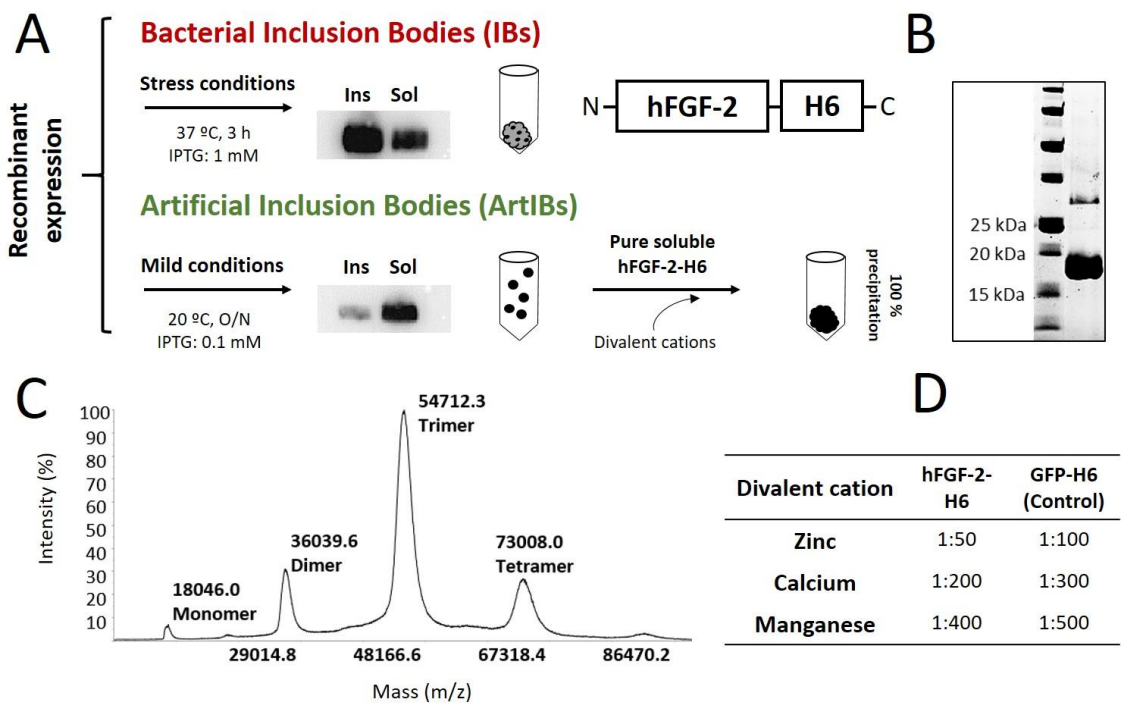 A
Recombinant
expression
Bacterial Inclusion Bodies (IBs)
Stress conditions
37 ºC, 3 h
IPTG: 1 mM
Ins Sol
N hFGF-2 H6 C
Artificial Inclusion Bodies (ArtIBs)
Mild conditions
20 ºC, O/N
IPTG: 0.1 mM
Ins Sol
Pure soluble
hFGF-2-H6
Divalent cations
100 %
precipitation
B
25 kDa
20 kDa
15 kDa
C
Intensity (%)
100
90
80
70
60
50
40
30
20
10
18046.0
Monomer
36039.6
Dimer
54712.3
Trimer
73008.0
Tetramer
29014.8 48166.6 67318.4 86470.2
Mass (m/z)
D
Divalent cation hFGF-2-H6 GFP-H6 (Control)
Zinc 1:50 1:100
Calcium 1:200 1:300
Manganese 1:400 1:500